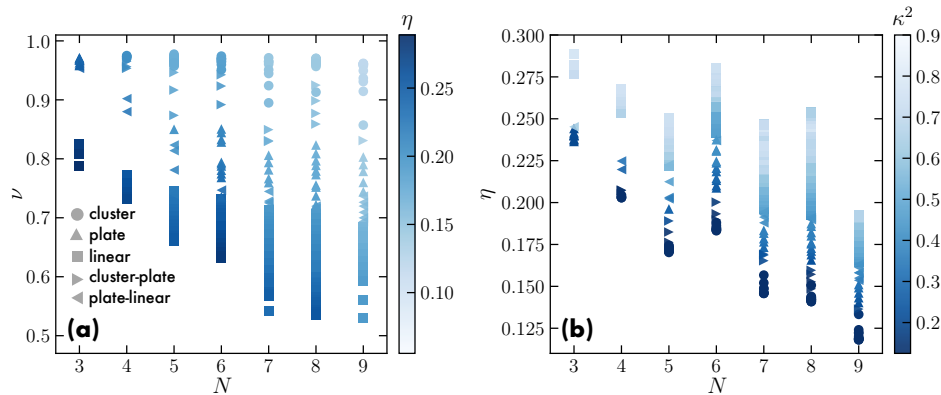 η
1.0
0.9
0.8
0.7
0.6
0.5
ν
cluster
plate
linear
cluster-plate
plate-linear
(a)
3 4 5 6 7 8 9
N
0.25
0.20
0.15
0.10
κ²
0.300
0.275
0.250
0.225
0.200
0.175
0.150
0.125
η
(b)
3 4 5 6 7 8 9
N
0.9
0.8
0.7
0.6
0.5
0.4
0.3
0.2